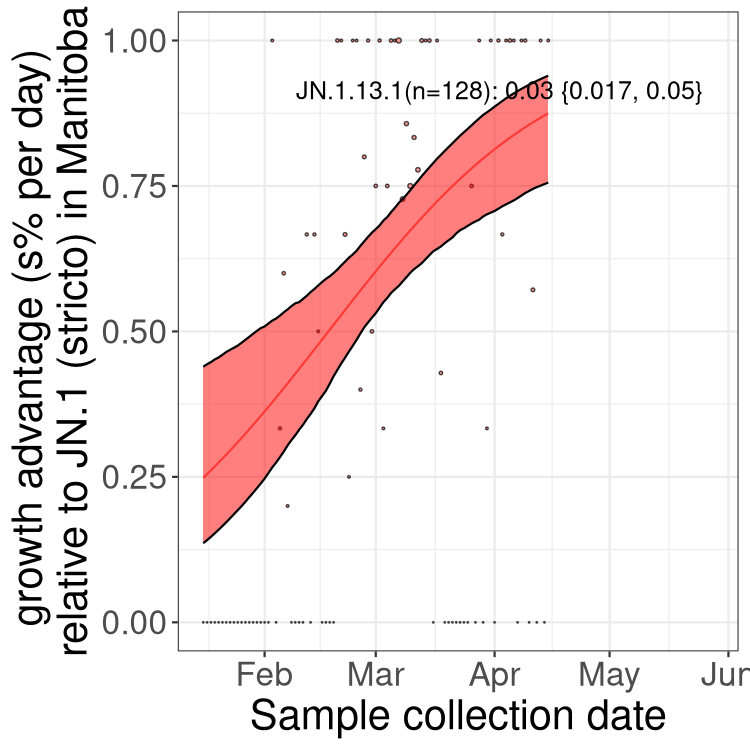 growth advantage (s% per day)
relative to JN.1 (stricto) in Manitoba
1.00
0.75
0.50
0.25
0.00
JN.1.13.1(n=128): 0.03 {0.017, 0.05}
Feb Mar Apr May Jun
Sample collection date